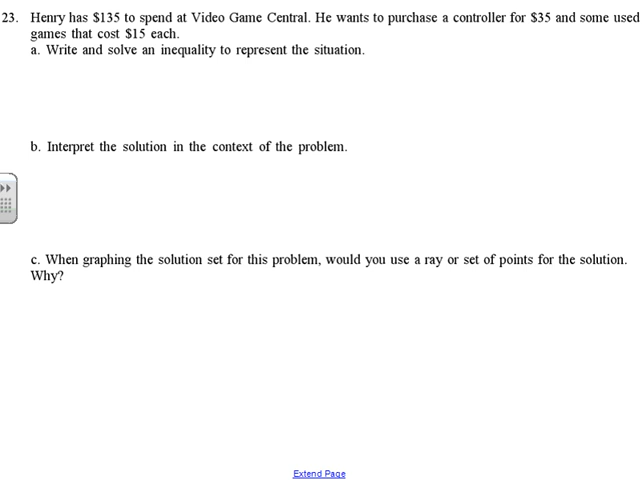 23. Henry has $135 to spend at Video Game Central. He wants to purchase a controller for $35 and some used
games that cost $15 each.
a. Write and solve an inequality to represent the situation.
b. Interpret the solution in the context of the problem.
c. When graphing the solution set for this problem, would you use a ray or set of points for the solution.
Why?
Extend Page